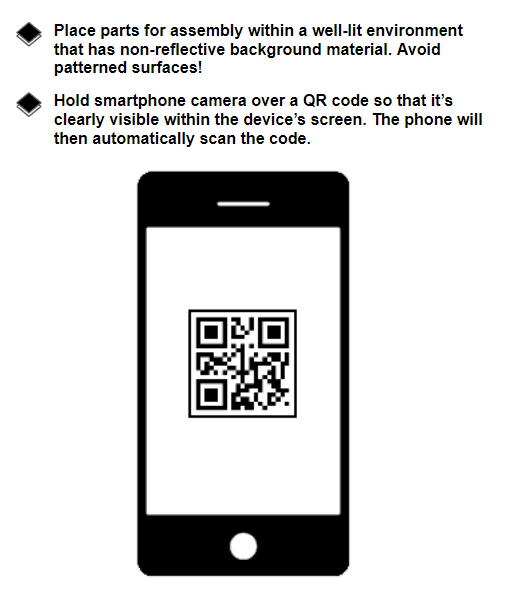 Place parts for assembly within a well-lit environment
that has non-reflective background material. Avoid
patterned surfaces!
Hold smartphone camera over a QR code so that it's
clearly visible within the device's screen. The phone will
then automatically scan the code.